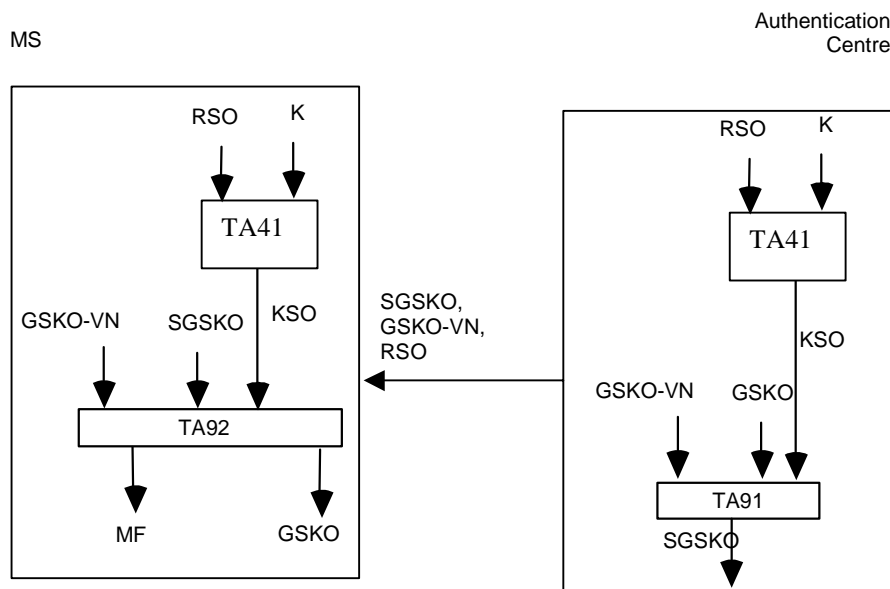 MS
Authentication
Centre
RSO
K
TA41
KSO
GSKO-VN
SGSKO
TA92
MF
GSKO
SGSKO,
GSKO-VN,
RSO
RSO
K
TA41
KSO
GSKO-VN
GSKO
TA91
SGSKO